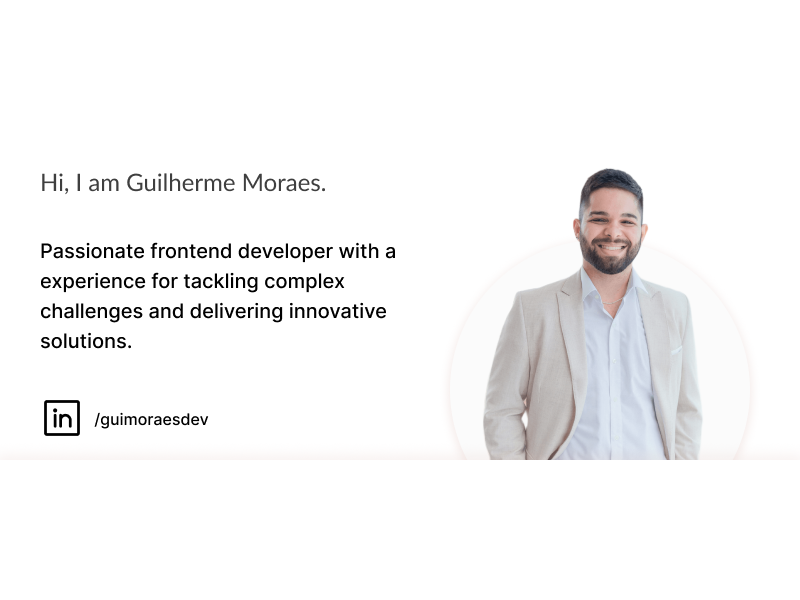 Hi, I am Guilherme Moraes.
Passionate frontend developer with a
experience for tackling complex
challenges and delivering innovative
solutions.
in
/guimoraesdev